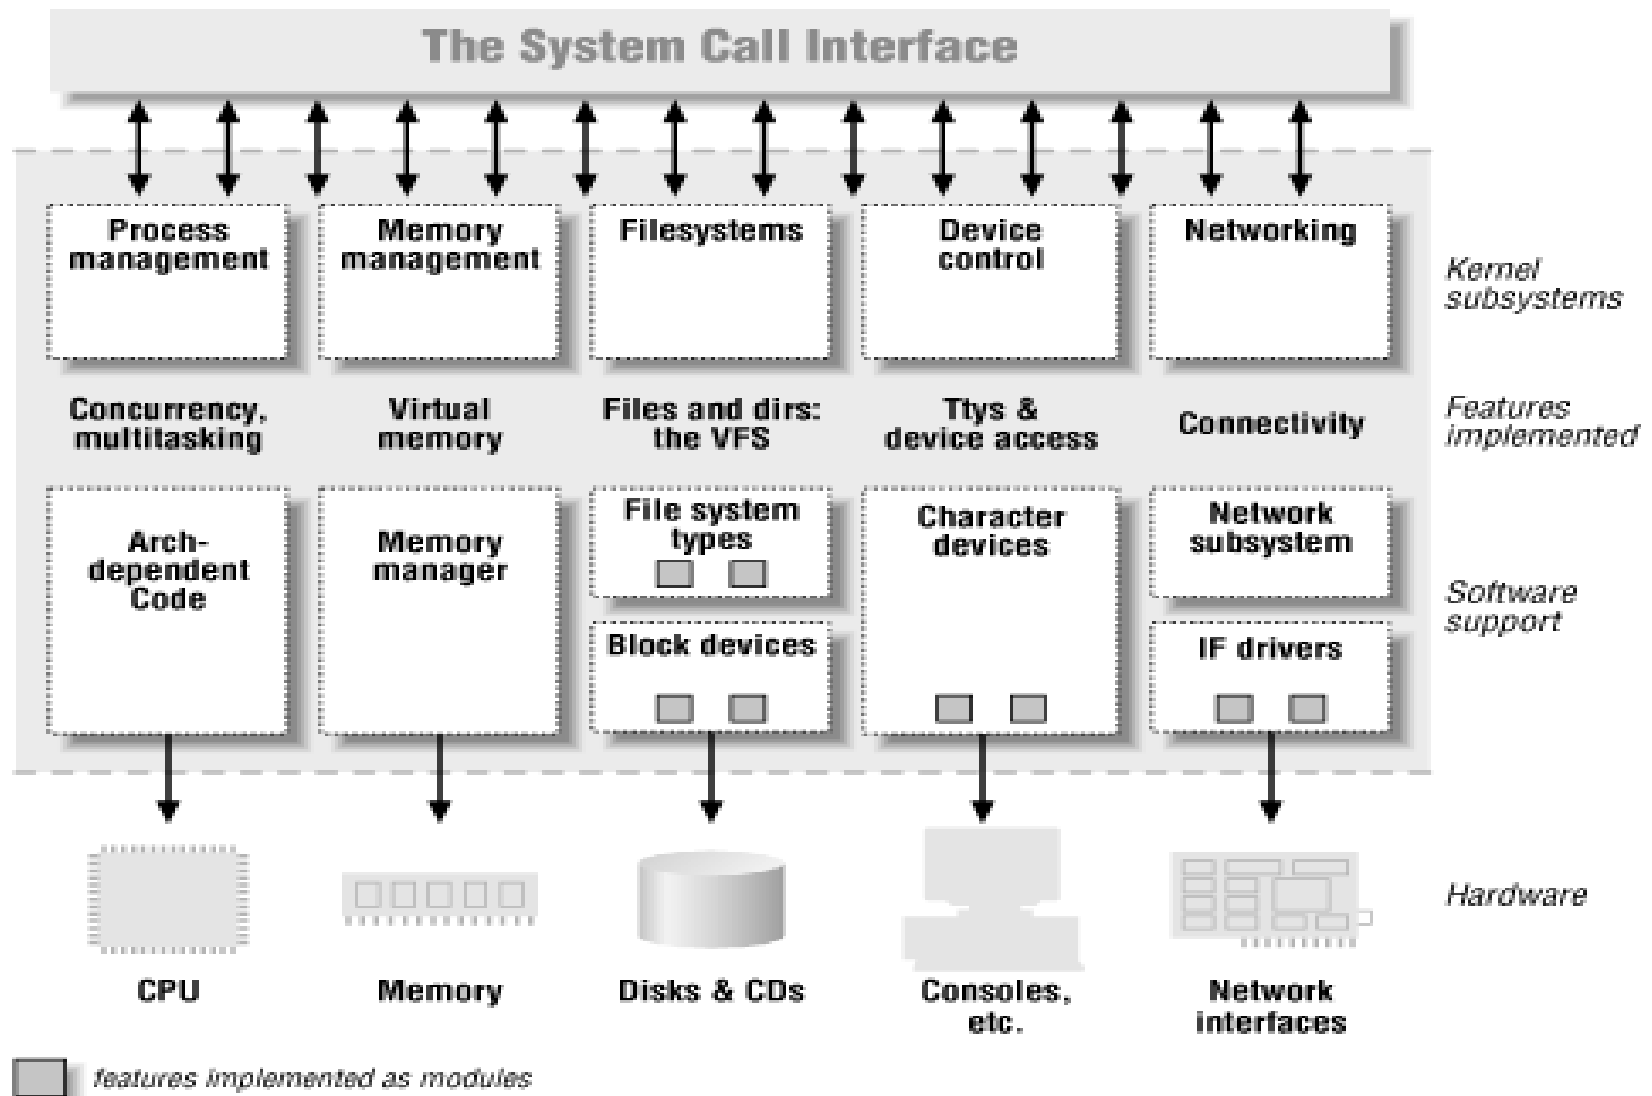 The System Call Interface
Process
management
Memory
management
Filesystems
Device
control
Networking
Kernel
subsystems
Concurrency,
multitasking
Virtual
memory
Files and dirs:
the VFS
Ttys &
device access
Connectivity
Features
implemented
Arch-
dependent
Code
Memory
manager
File system
types
Block devices
Character
devices
Network
subsystem
IF drivers
Software
support
Hardware
CPU
Memory
Disks & CDs
Consoles,
etc.
Network
interfaces
features implemented as modules